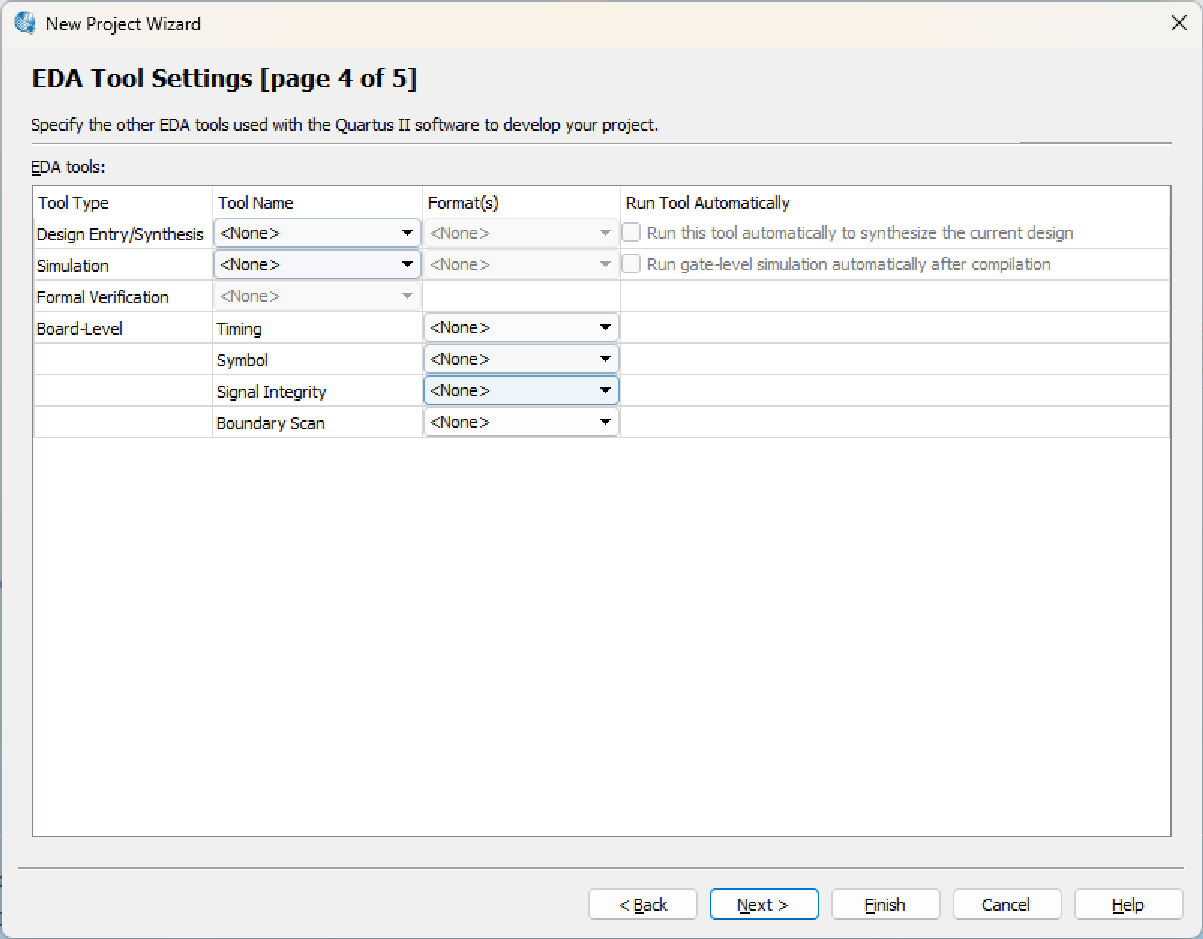 New Project Wizard
EDA Tool Settings [page 4 of 5]
Specify the other EDA tools used with the Quartus II software to develop your project.
EDA tools:
Tool Type Tool Name Format(s) Run Tool Automatically
Design Entry/Synthesis <None> <None> Run this tool automatically to synthesize the current design
Simulation <None> <None> Run gate-level simulation automatically after compilation
Formal Verification <None>
Board-Level Timing <None>
Symbol <None>
Signal Integrity <None>
Boundary Scan <None>
< Back Next > Finish Cancel Help